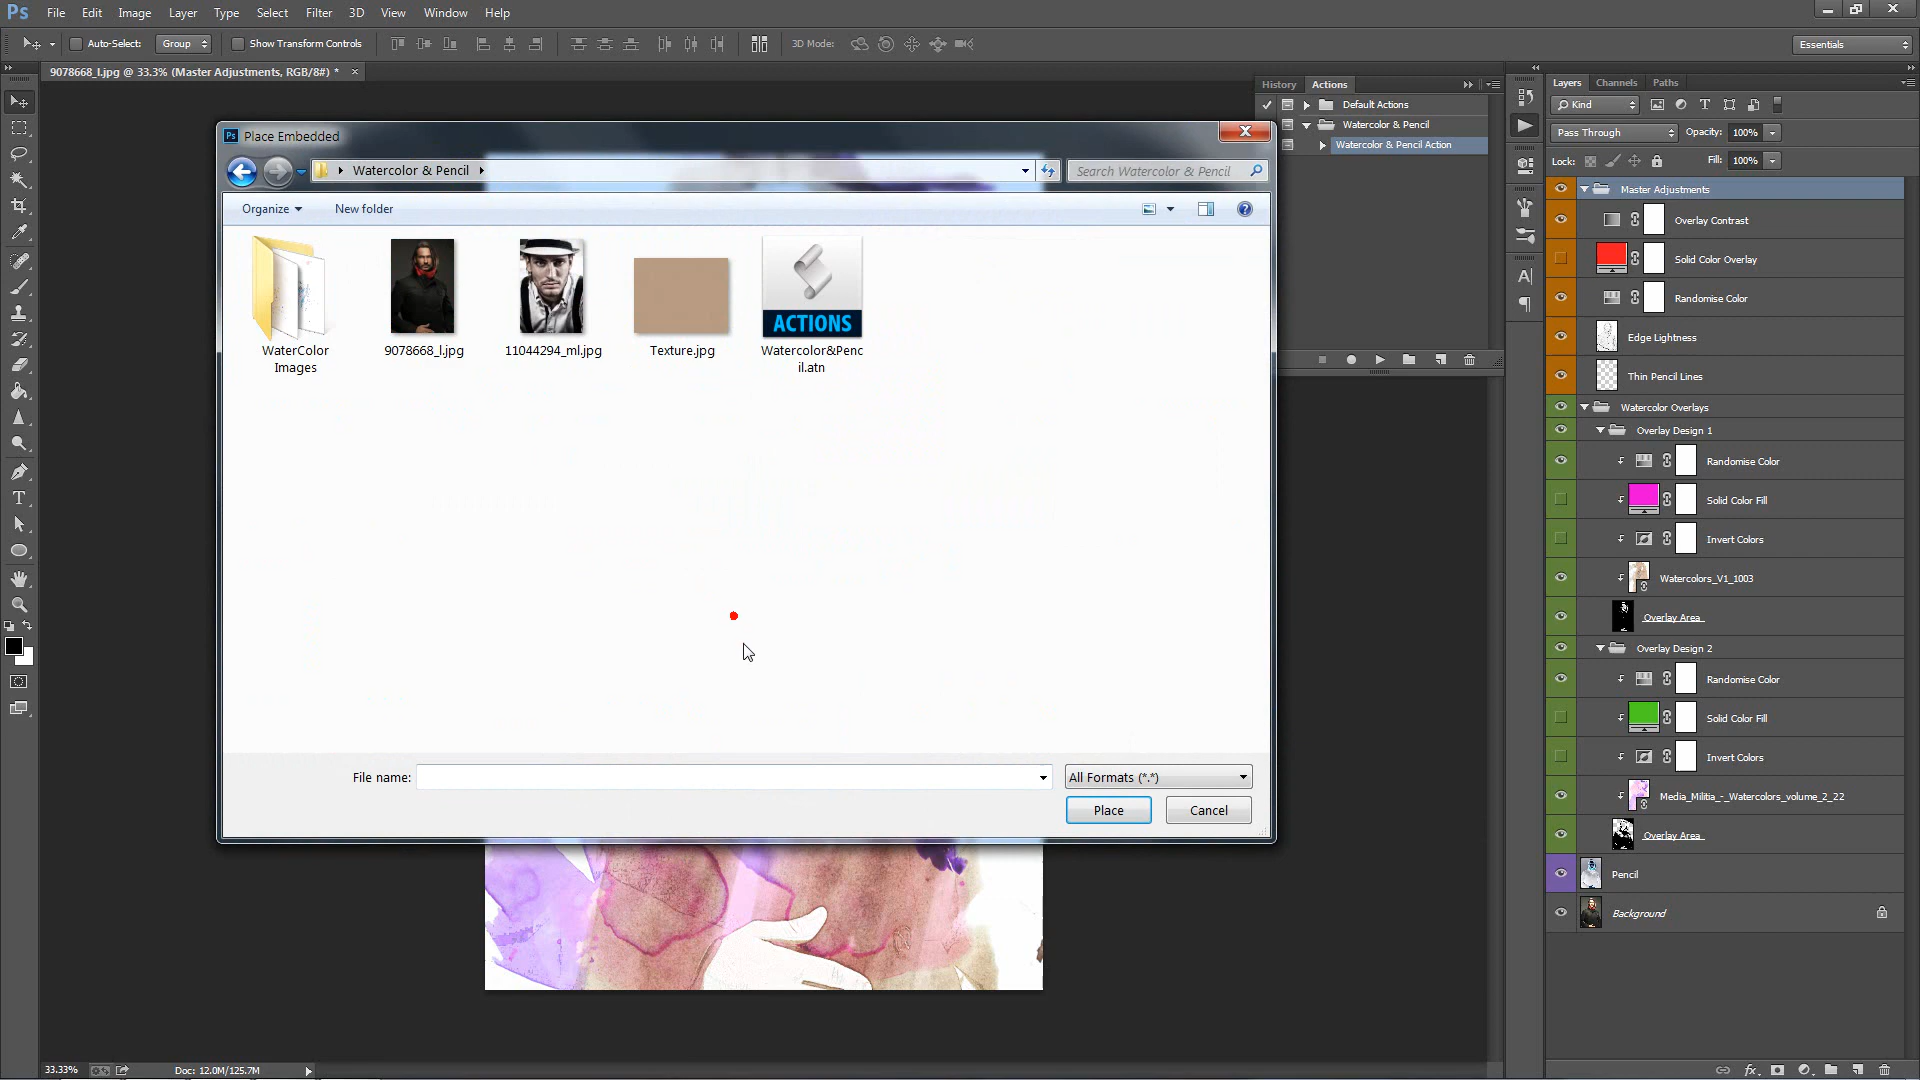 Ps File Edit Image Layer Type Select Filter 3D View Window Help
Auto-Select: Group Show Transform Controls 3D Mode: Essentials
9078668_l.jpg @ 33.3% (Master Adjustments, RGB/8#) * ×
History Actions
Default Actions
Watercolor & Pencil
Watercolor & Pencil Action
Ps Place Embedded
Watercolor & Pencil
Search Watercolor & Pencil
Organize New folder
WaterColor Images
9078668_l.jpg
11044294_ml.jpg
Texture.jpg
ACTIONS
Watercolor&Pencil.atn
File name:
All Formats (*.*)
Place Cancel
Layers Channels Paths
Kind
Pass Through Opacity: 100%
Lock: Fill: 100%
Master Adjustments
Overlay Contrast
Solid Color Overlay
Randomise Color
Edge Lightness
Thin Pencil Lines
Watercolor Overlays
Overlay Design 1
Randomise Color
Solid Color Fill
Invert Colors
Watercolors_V1_1003
Overlay Area
Overlay Design 2
Randomise Color
Solid Color Fill
Invert Colors
Media_Militia_-_Watercolors_volume_2_22
Overlay Area
Pencil
Background
33.33% Doc: 12.0M/125.7M